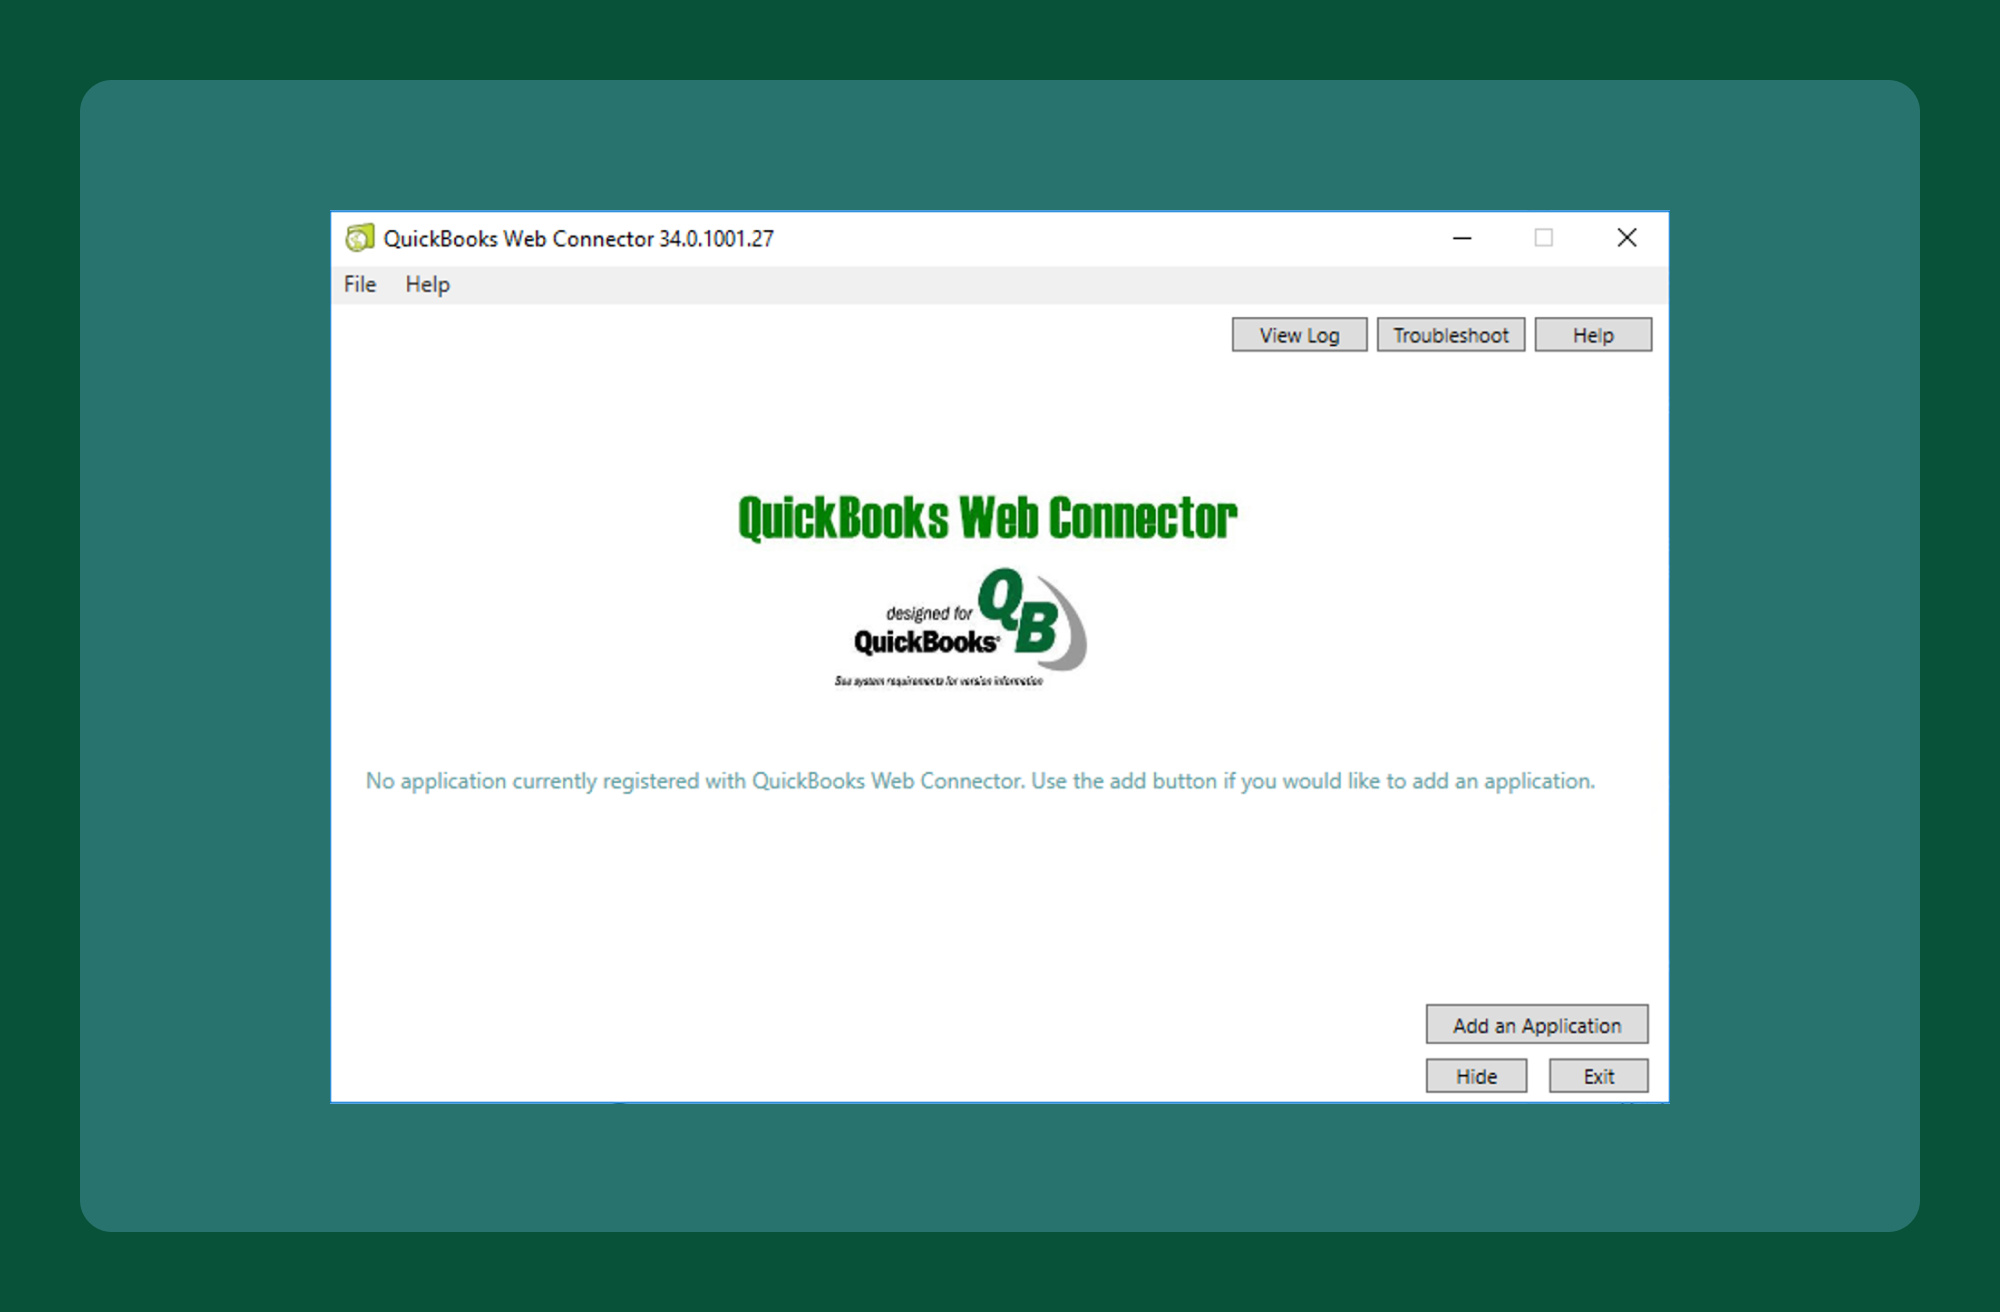 QuickBooks Web Connector 34.0.1001.27
File Help
View Log Troubleshoot Help
QuickBooks Web Connector
QB
designed for
QuickBooks®
See system requirements for version information
No application currently registered with QuickBooks Web Connector. Use the add button if you would like to add an application.
Add an Application
Hide Exit